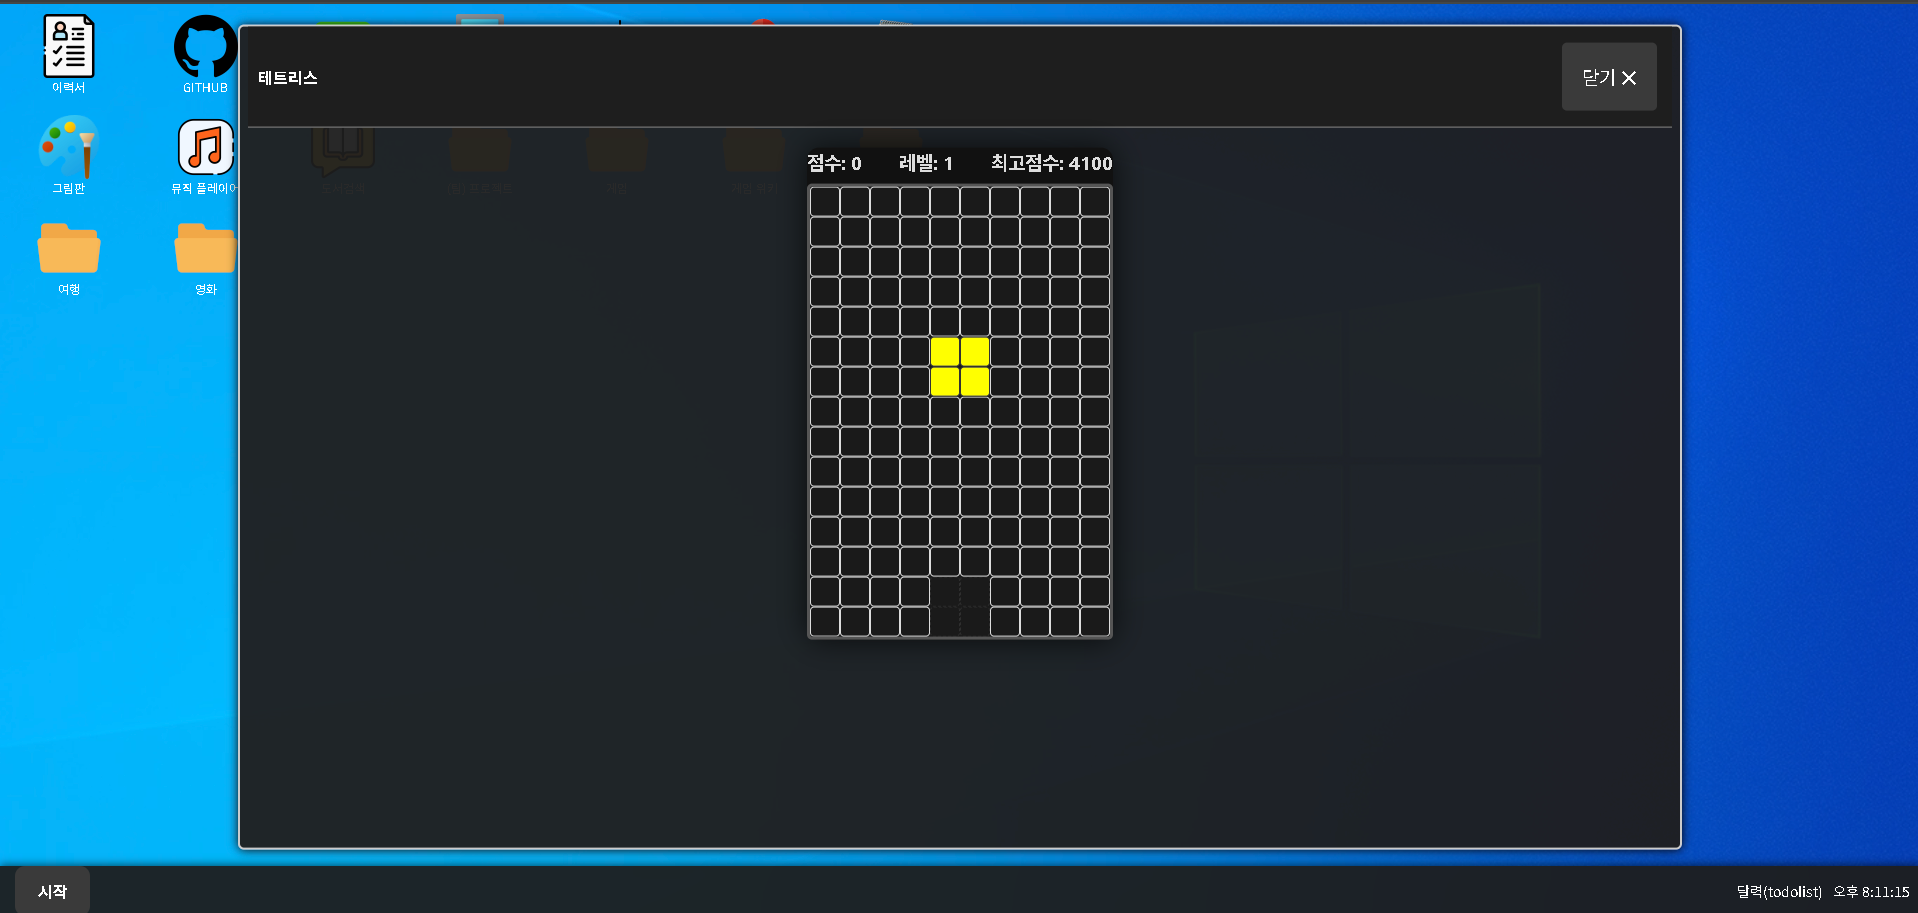 이력서
GITHUB
그림판
뮤직 플레이어
여행
영화
테트리스
닫기 ✕
점수: 0 레벨: 1 최고점수: 4100
시작
달력(todolist) 오후 8:11:15